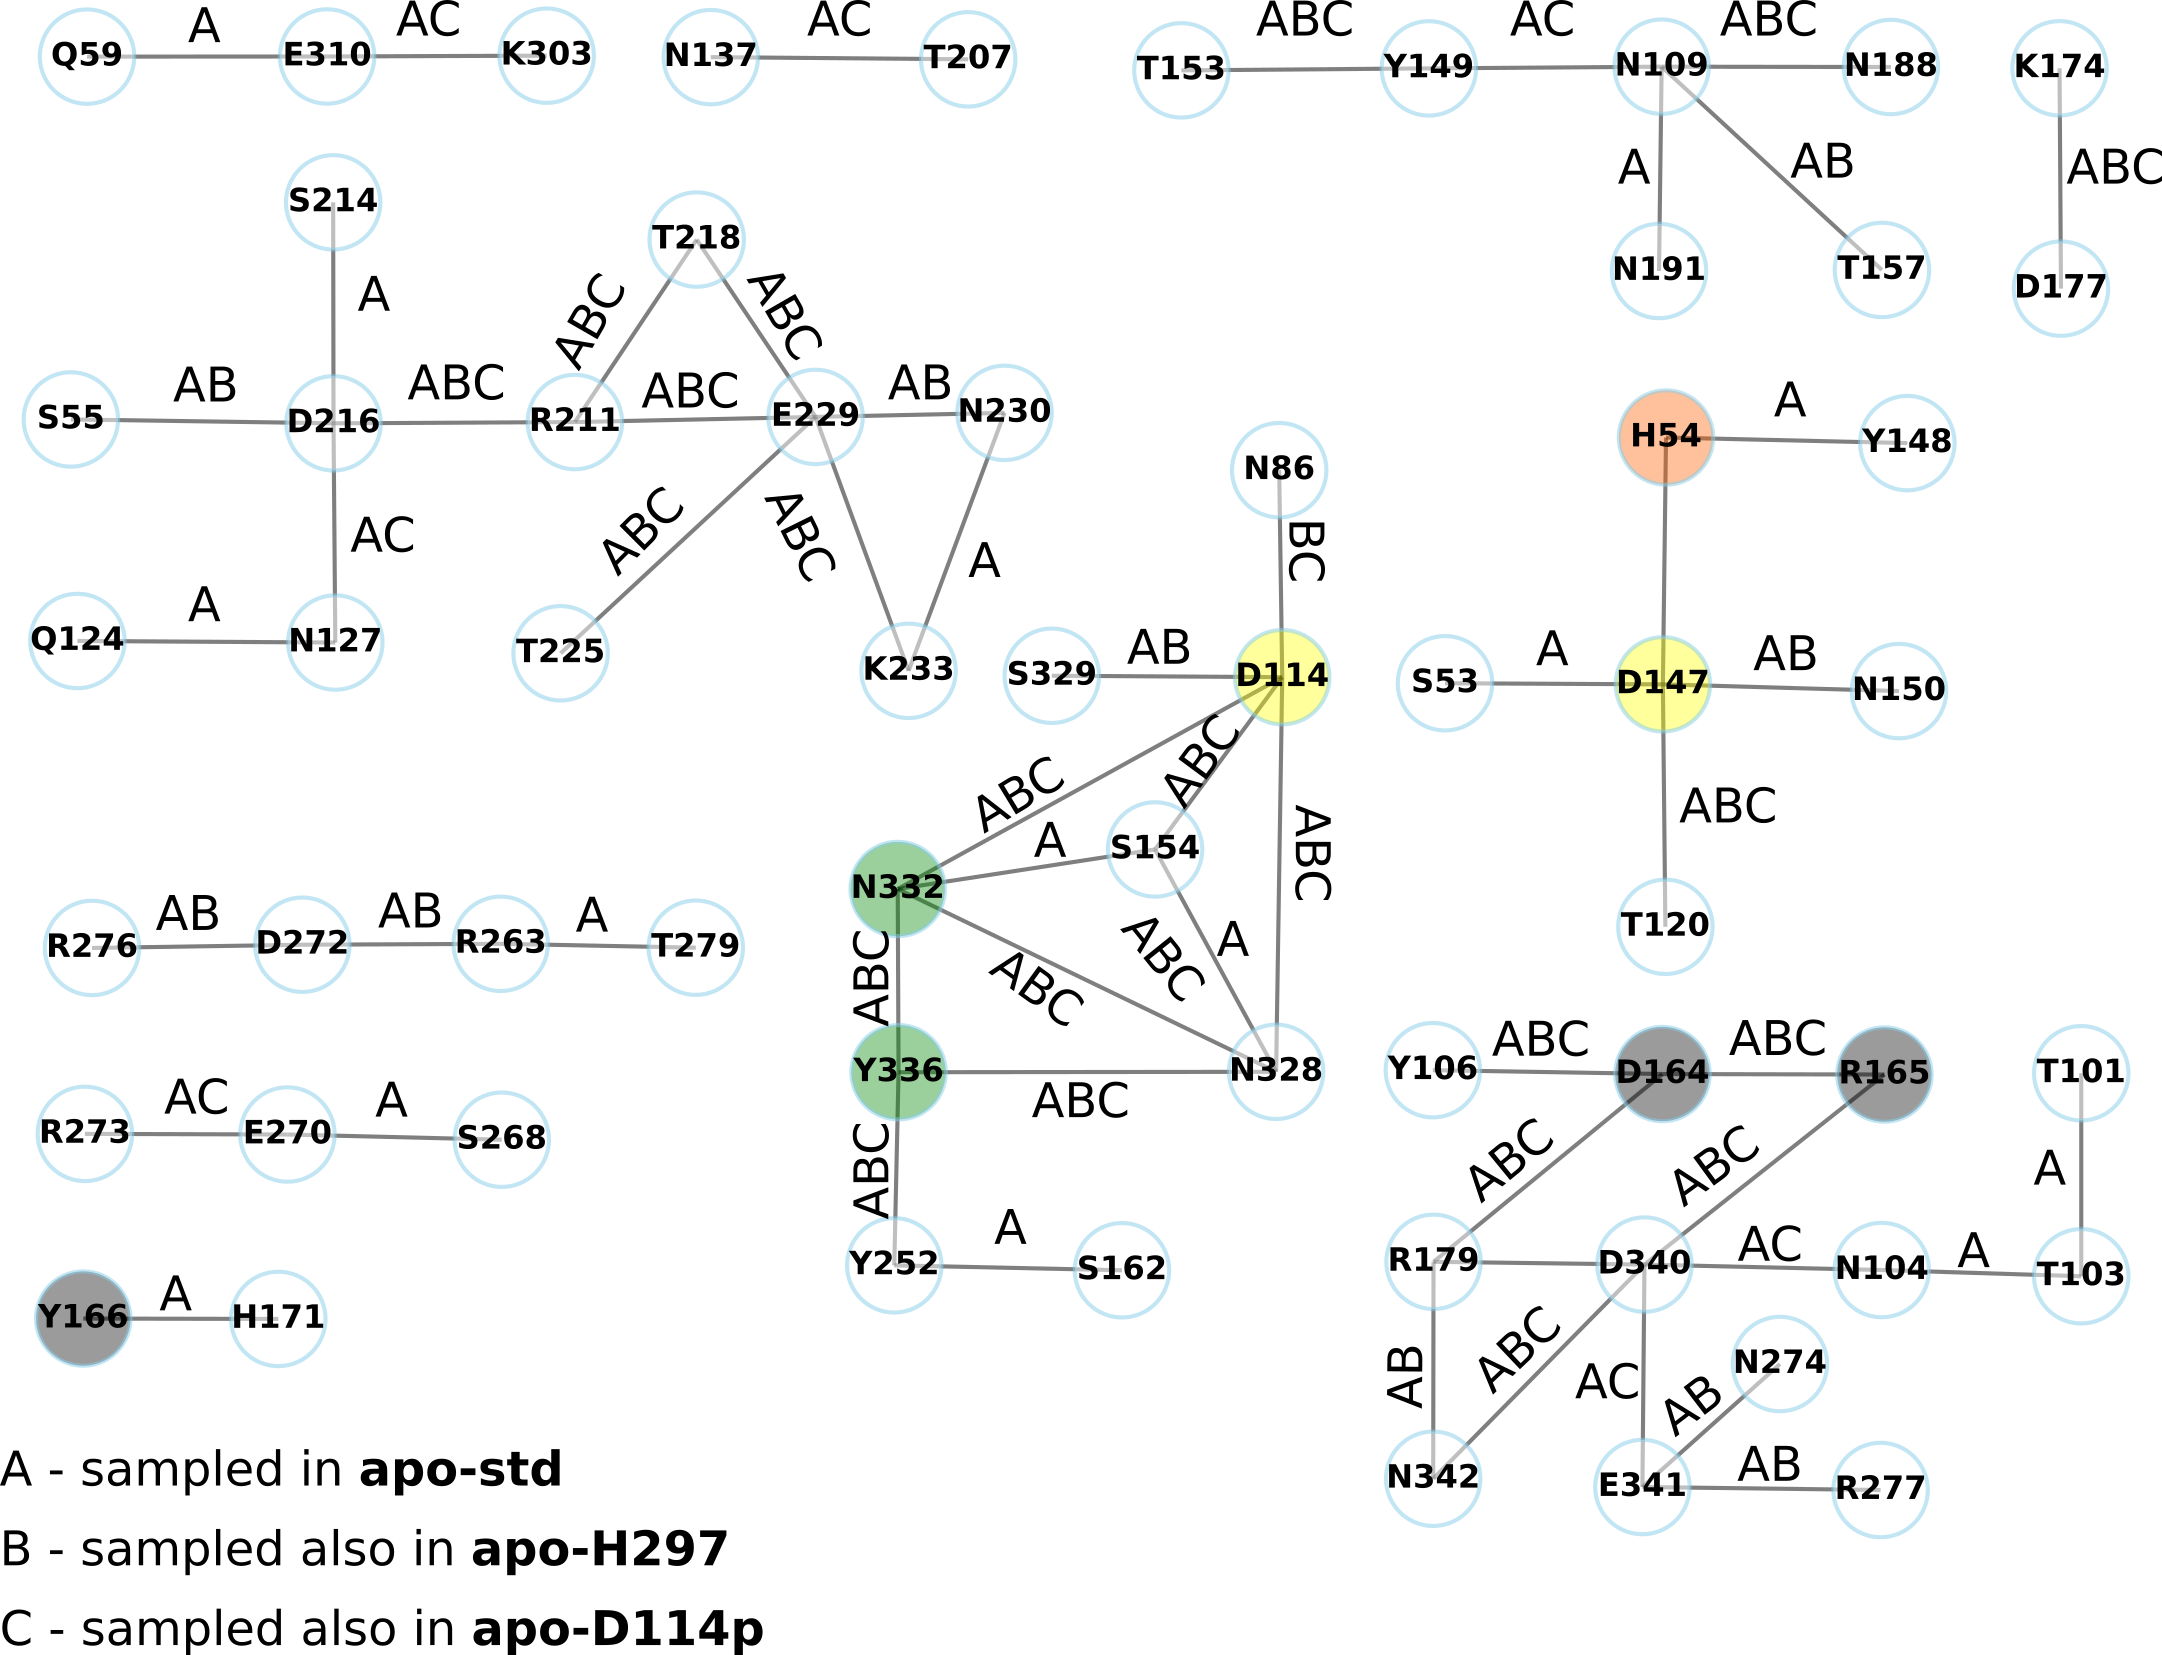 A AC AC ABC AC ABC
Q59 E310 K303 N137 T207 T153 Y149 N109 N188 K174
A AB ABC
S214 T218 N191 T157 D177
A ABC ABC
AB ABC ABC AB A
S55 D216 R211 E229 N230 H54 Y148
N86
AC ABC ABC A BC
A AB A AB
Q124 N127 T225 K233 S329 D114 S53 D147 N150
ABC ABC ABC ABC
A S154
N332
AB AB A ABC ABC A T120
R276 D272 R263 T279 ABC ABC
AC A Y336 N328 Y106 ABC D164 ABC R165 T101
ABC
R273 E270 S268 ABC ABC ABC A
A A AC A
Y166 H171 Y252 S162 R179 D340 N104 T103
AB ABC AC AB N274
AB
N342 E341 R277
A - sampled in apo-std
B - sampled also in apo-H297
C - sampled also in apo-D114p